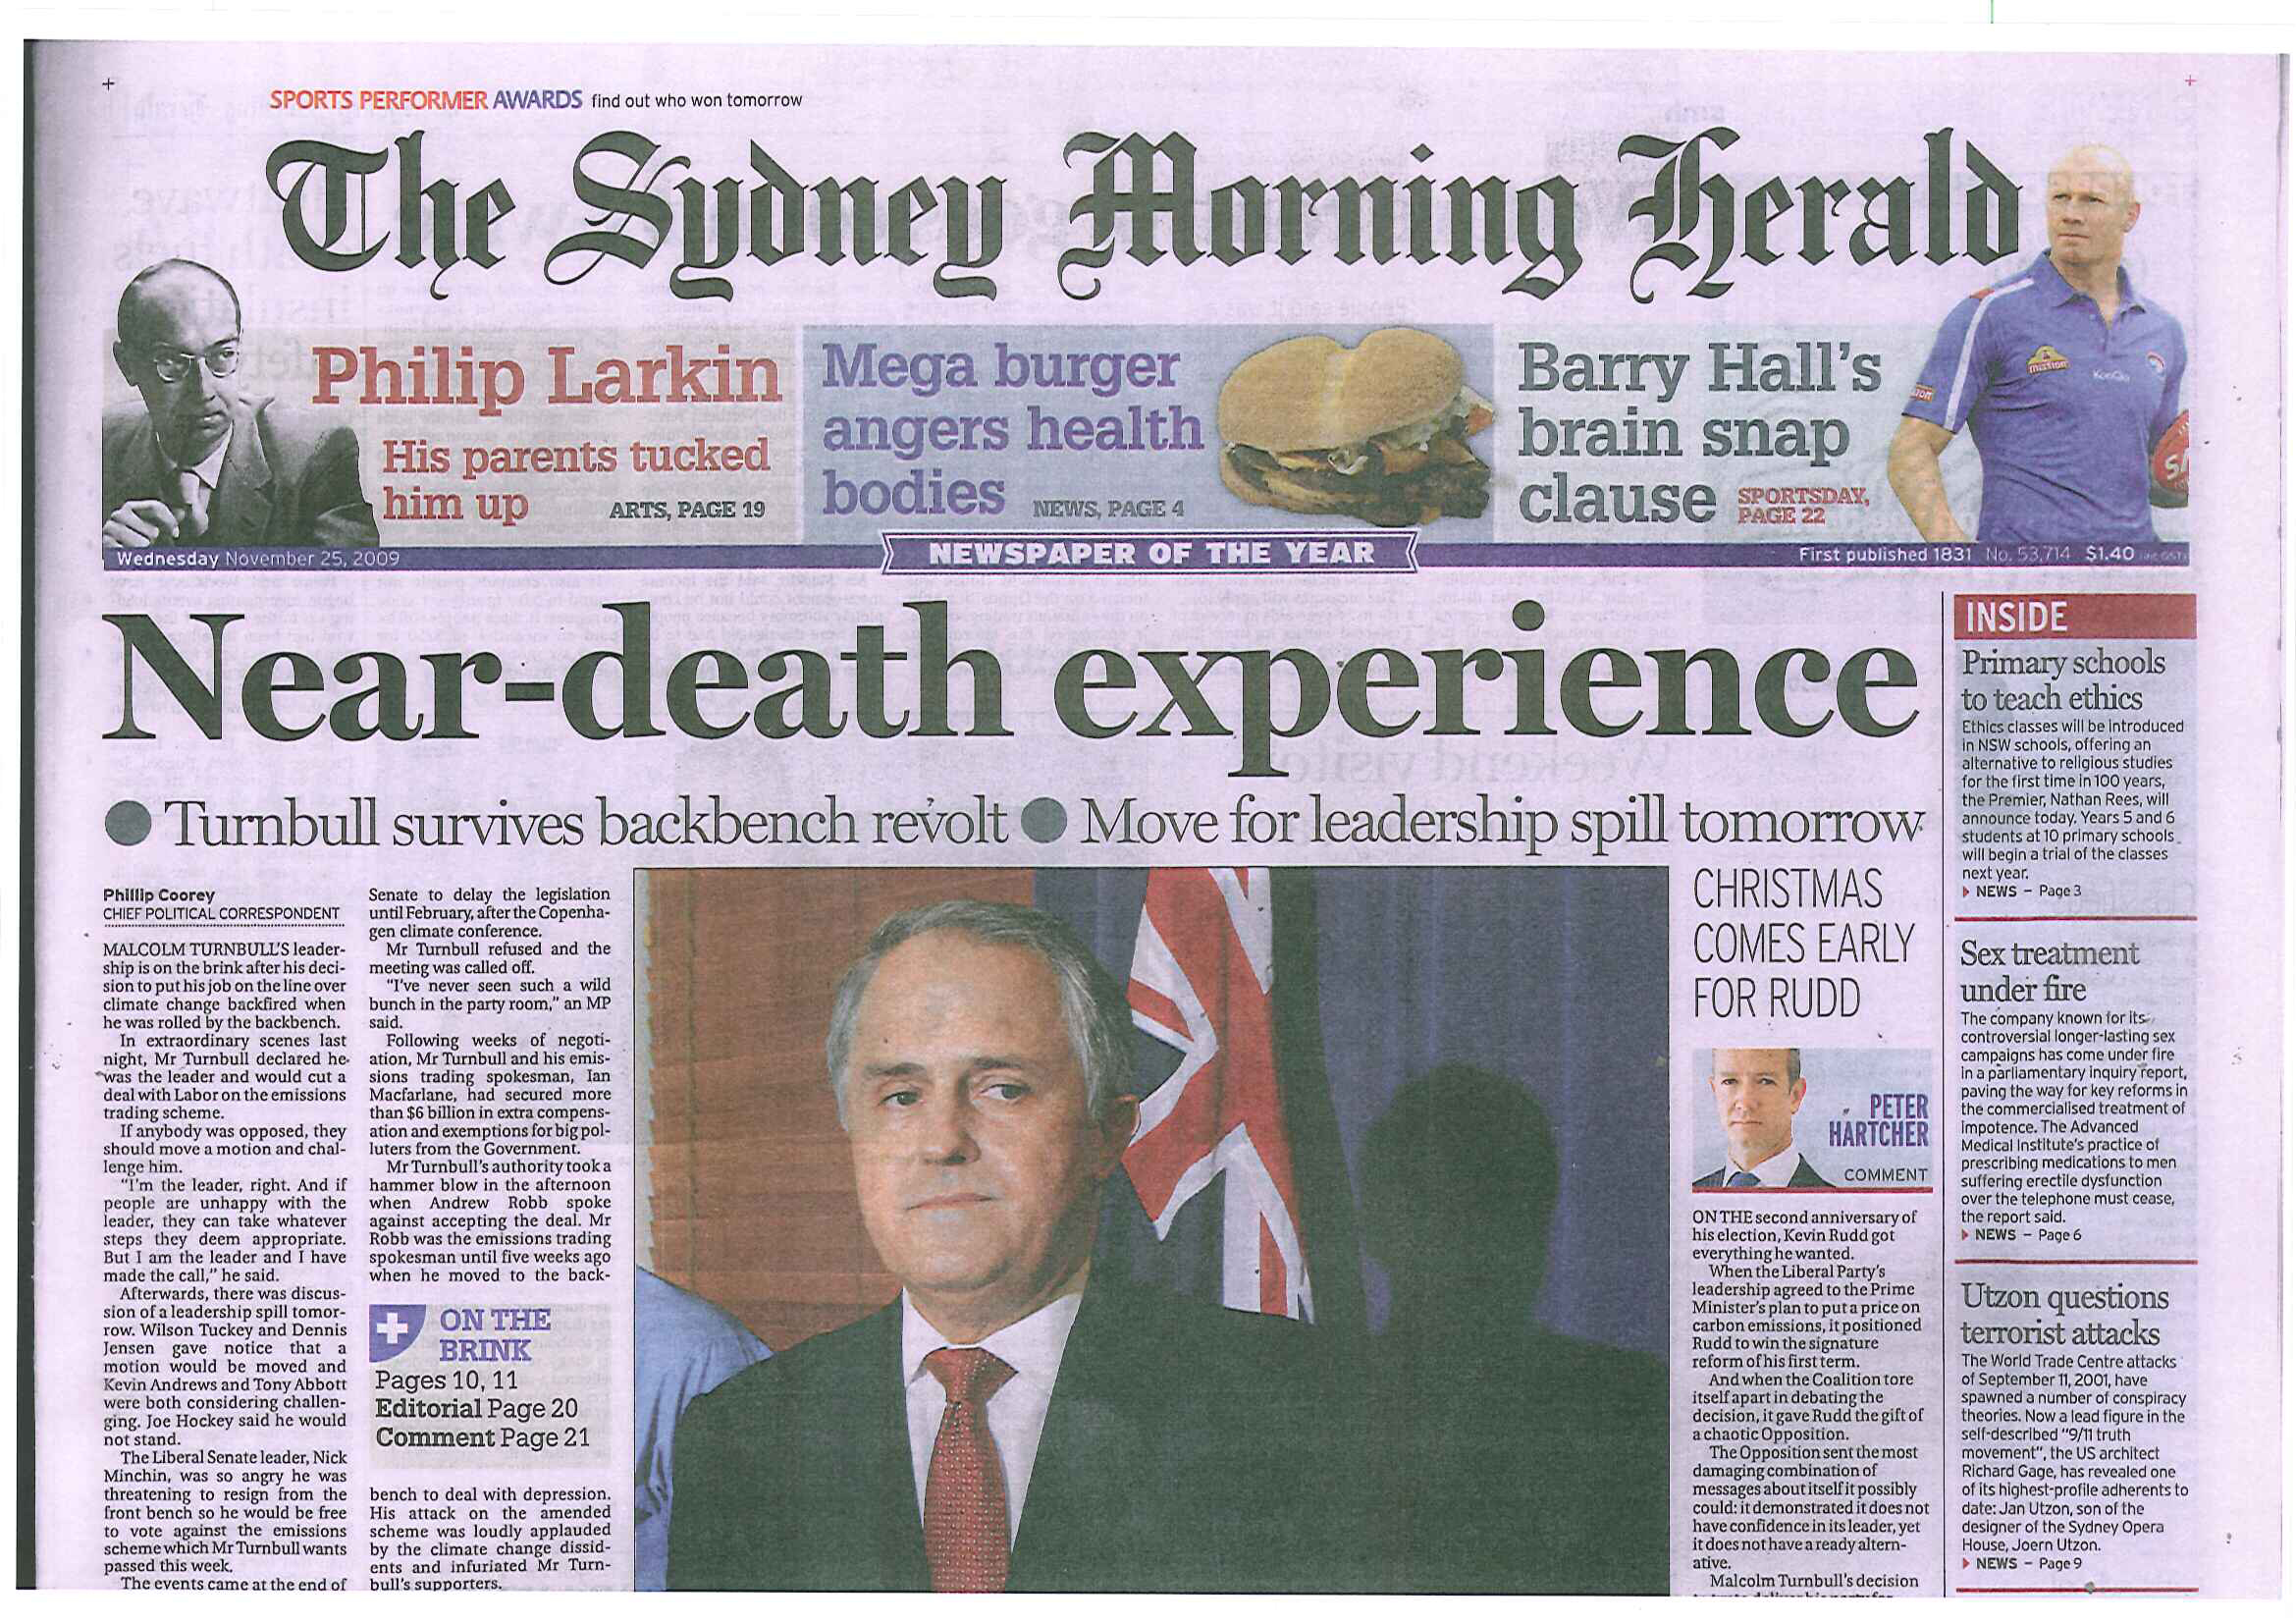 SPORTS PERFORMER AWARDS find out who won tomorrow
The Sydney Morning Herald
Philip Larkin
His parents tucked
him up
ARTS, PAGE 19
Mega burger
angers health
bodies NEWS, PAGE 4
Barry Hall's
brain snap
clause SPORTSDAY,
PAGE 22
Wednesday November 25, 2009
NEWSPAPER OF THE YEAR
First published 1831 No. 53,714 $1.40
Near-death experience
● Turnbull survives backbench revolt ● Move for leadership spill tomorrow
Phillip Coorey
CHIEF POLITICAL CORRESPONDENT
MALCOLM TURNBULL'S leader-
ship is on the brink after his deci-
sion to put his job on the line over
climate change backfired when
he was rolled by the backbench.
In extraordinary scenes last
night, Mr Turnbull declared he
was the leader and would cut a
deal with Labor on the emissions
trading scheme.
If anybody was opposed, they
should move a motion and chal-
lenge him.
"I'm the leader, right. And if
people are unhappy with the
leader, they can take whatever
steps they deem appropriate.
But I am the leader and I have
made the call," he said.
Afterwards, there was discus-
sion of a leadership spill tomor-
row. Wilson Tuckey and Dennis
Jensen gave notice that a
motion would be moved and
Kevin Andrews and Tony Abbott
were both considering challen-
ging. Joe Hockey said he would
not stand.
The Liberal Senate leader, Nick
Minchin, was so angry he was
threatening to resign from the
front bench so he would be free
to vote against the emissions
scheme which Mr Turnbull wants
passed this week.
The events came at the end of
Senate to delay the legislation
until February, after the Copenha-
gen climate conference.
Mr Turnbull refused and the
meeting was called off.
"I've never seen such a wild
bunch in the party room," an MP
said.
Following weeks of negoti-
ation, Mr Turnbull and his emis-
sions trading spokesman, Ian
Macfarlane, had secured more
than $6 billion in extra compens-
ation and exemptions for big pol-
luters from the Government.
Mr Turnbull's authority took a
hammer blow in the afternoon
when Andrew Robb spoke
against accepting the deal. Mr
Robb was the emissions trading
spokesman until five weeks ago
when he moved to the back-
ON THE
BRINK
Pages 10, 11
Editorial Page 20
Comment Page 21
bench to deal with depression.
His attack on the amended
scheme was loudly applauded
by the climate change dissid-
ents and infuriated Mr Turn-
bull's supporters.
CHRISTMAS
COMES EARLY
FOR RUDD
PETER
HARTCHER
COMMENT
ON THE second anniversary of
his election, Kevin Rudd got
everything he wanted.
When the Liberal Party's
leadership agreed to the Prime
Minister's plan to put a price on
carbon emissions, it positioned
Rudd to win the signature
reform of his first term.
And when the Coalition tore
itself apart in debating the
decision, it gave Rudd the gift of
a chaotic Opposition.
The Opposition sent the most
damaging combination of
messages about itself it possibly
could: it demonstrated it does not
have confidence in its leader, yet
it does not have a ready altern-
ative.
Malcolm Turnbull's decision
INSIDE
Primary schools
to teach ethics
Ethics classes will be introduced
in NSW schools, offering an
alternative to religious studies
for the first time in 100 years,
the Premier, Nathan Rees, will
announce today. Years 5 and 6
students at 10 primary schools
will begin a trial of the classes
next year.
NEWS – Page 3
Sex treatment
under fire
The company known for its
controversial longer-lasting sex
campaigns has come under fire
in a parliamentary inquiry report,
paving the way for key reforms in
the commercialised treatment of
impotence. The Advanced
Medical Institute's practice of
prescribing medications to men
suffering erectile dysfunction
over the telephone must cease,
the report said.
NEWS – Page 6
Utzon questions
terrorist attacks
The World Trade Centre attacks
of September 11, 2001, have
spawned a number of conspiracy
theories. Now a lead figure in the
self-described "9/11 truth
movement", the US architect
Richard Gage, has revealed one
of its highest-profile adherents to
date: Jan Utzon, son of the
designer of the Sydney Opera
House, Joern Utzon.
NEWS – Page 9